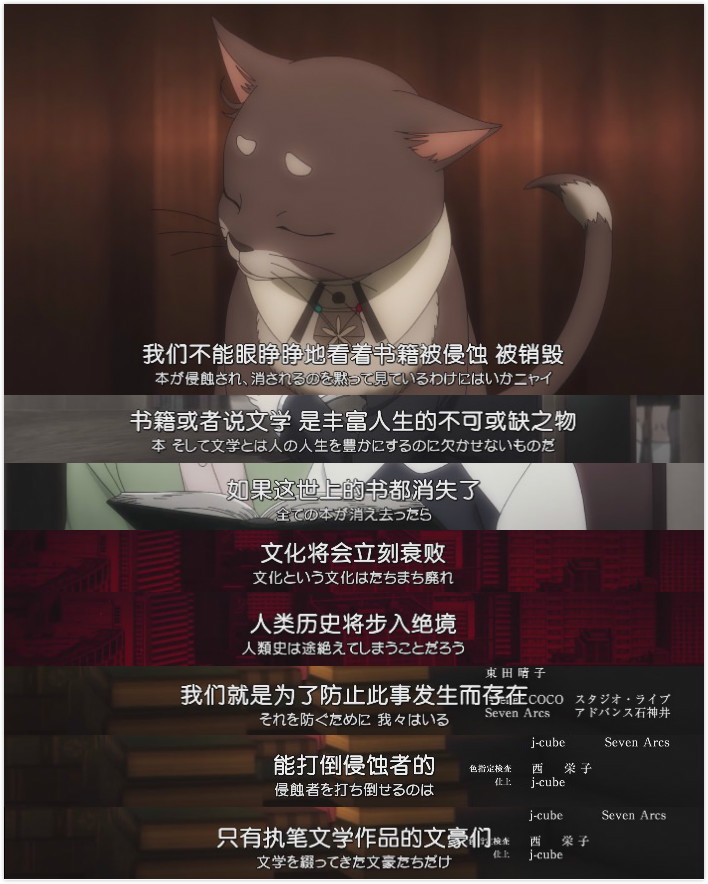 我们不能眼睁睁地看着书籍被侵蚀 被销毁
本が侵蝕され、消されるのを黙って見ているわけにはいかニャイ
书籍或者说文学 是丰富人生的不可或缺之物
本 そして文学とは人の人生を豊かにするのに欠かせないものだ
如果这世上的书都消失了
全ての本が消え去ったら
文化将会立刻衰败
文化という文化はたちまち廃れ
人类历史将步入绝境
人類史は途絶えてしまうことだろう
東田晴子
我们就是为了防止此事发生而存在
COCO スタジオ・ライブ
それを防ぐために 我々はいる
Seven Arcs アドバンス石神井
j-cube Seven Arcs
能打倒侵蚀者的
色指定検査 西 栄子
侵蝕者を打ち倒せるのは
仕上 j-cube
j-cube Seven Arcs
只有执笔文学作品的文豪们
西 栄子
文学を綴ってきた文豪たちだけ
仕上 j-cube